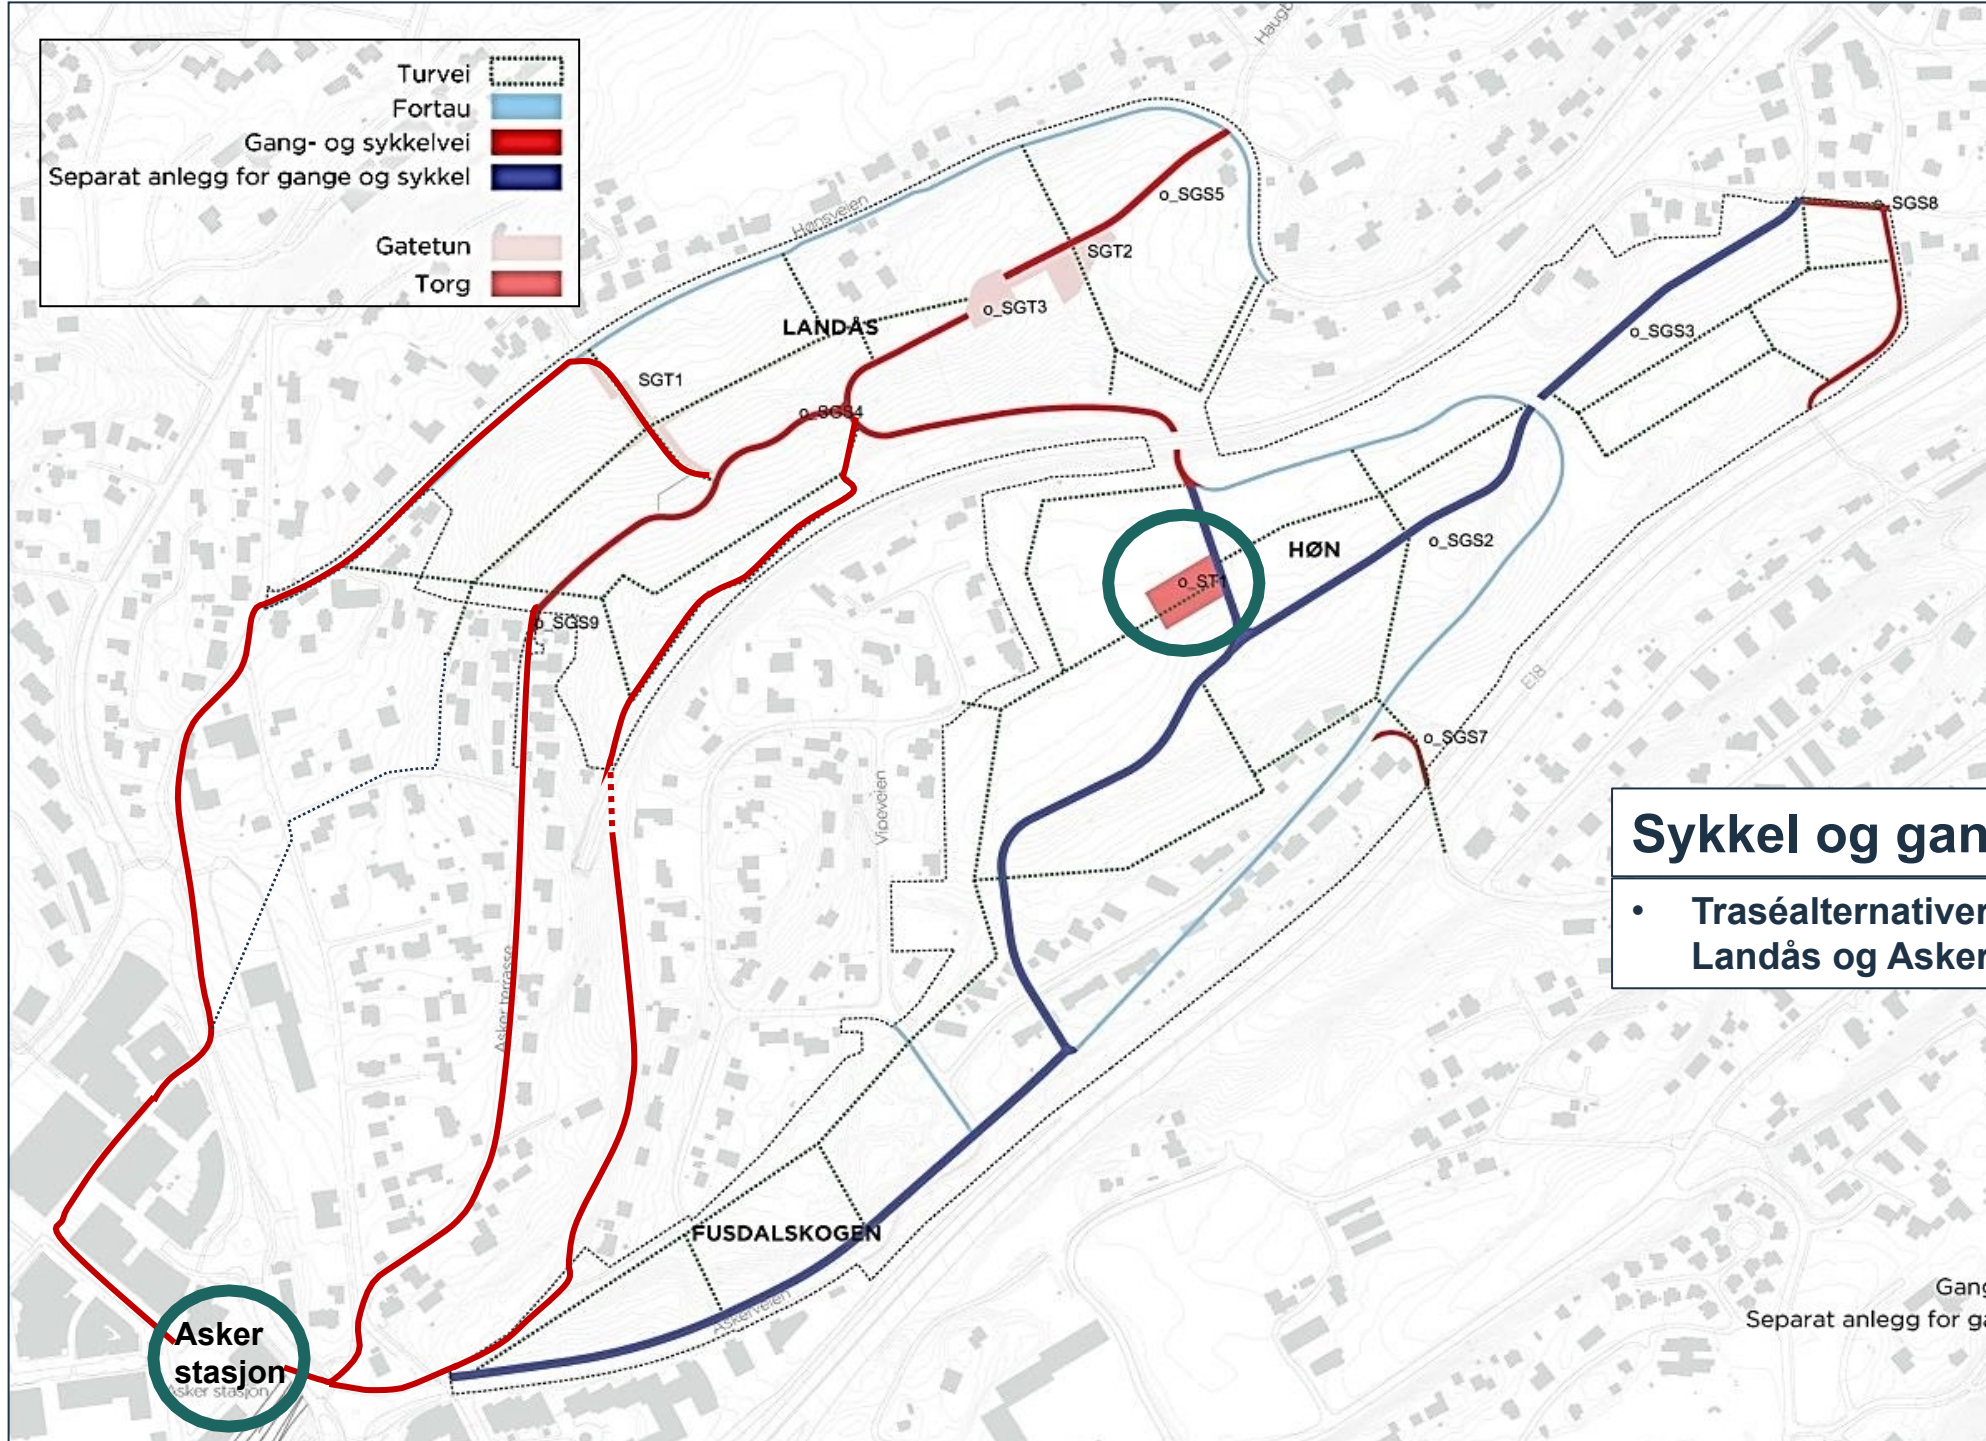 Turvei
Fortau
Gang- og sykkelvei
Separat anlegg for gange og sykkel
Gatetun
Torg
Haugb
Hønsveien
o_SGS5
o_SGS8
SGT2
o_SGT3
LANDÅS
o_SGS3
SGT1
o_SGS4
HØN
o_SGS2
o_ST1
o_SGS9
E18
o_SGS7
Vipeveien
Sykkel og gan
• Traséalternativer
Landås og Asker
Asker terrasse
FUSDALSKOGEN
Askerveien
Gang
Separat anlegg for ga
Asker
stasjon
Asker stasjon